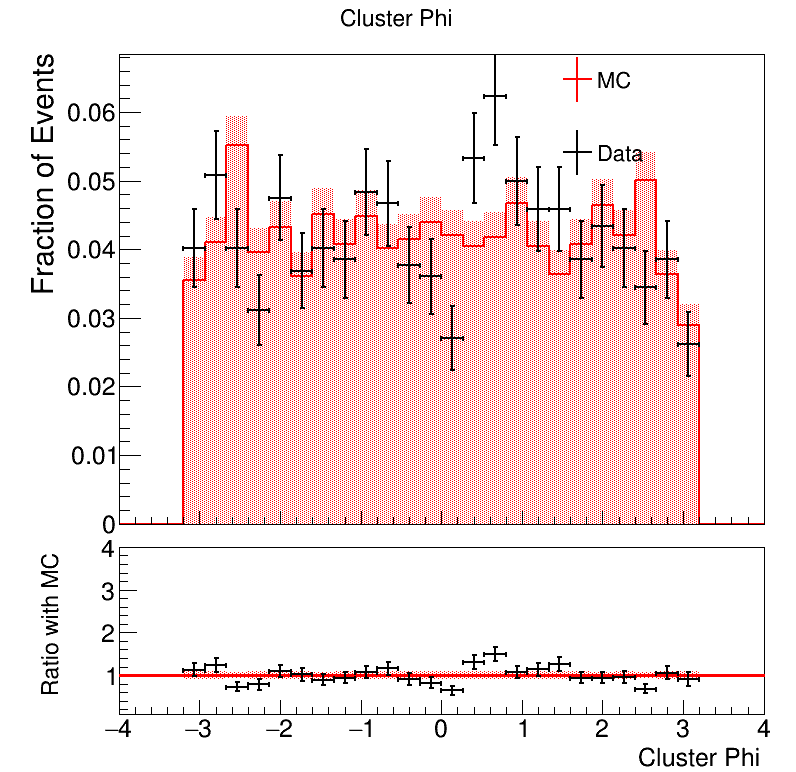 Cluster Phi
Fraction of Events
0.06
0.05
0.04
0.03
0.02
0.01
0
MC
Data
Ratio with MC
4
3
2
1
−4 −3 −2 −1 0 1 2 3 4
Cluster Phi